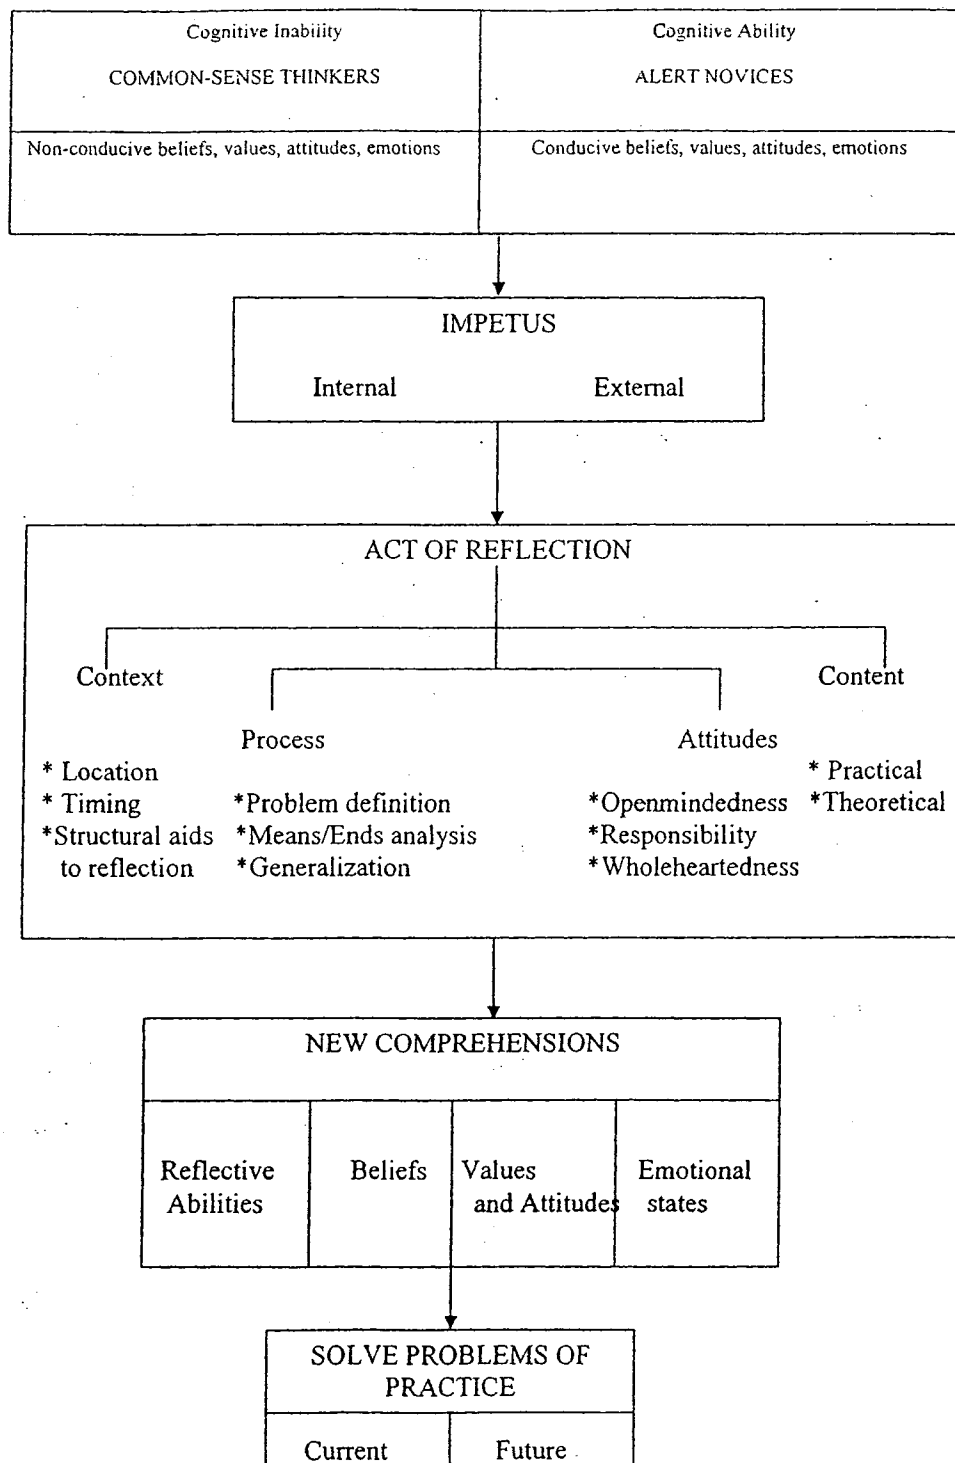 Cognitive Inability
COMMON-SENSE THINKERS
Cognitive Ability
ALERT NOVICES
Non-conducive beliefs, values, attitudes, emotions
Conducive beliefs, values, attitudes, emotions
IMPETUS
Internal
External
ACT OF REFLECTION
Context
* Location
* Timing
*Structural aids
to reflection
Process
*Problem definition
*Means/Ends analysis
*Generalization
Attitudes
*Openmindedness
*Responsibility
*Wholeheartedness
Content
* Practical
*Theoretical
NEW COMPREHENSIONS
Reflective
Abilities
Beliefs
Values
and Attitudes
Emotional
states
SOLVE PROBLEMS OF
PRACTICE
Current
Future